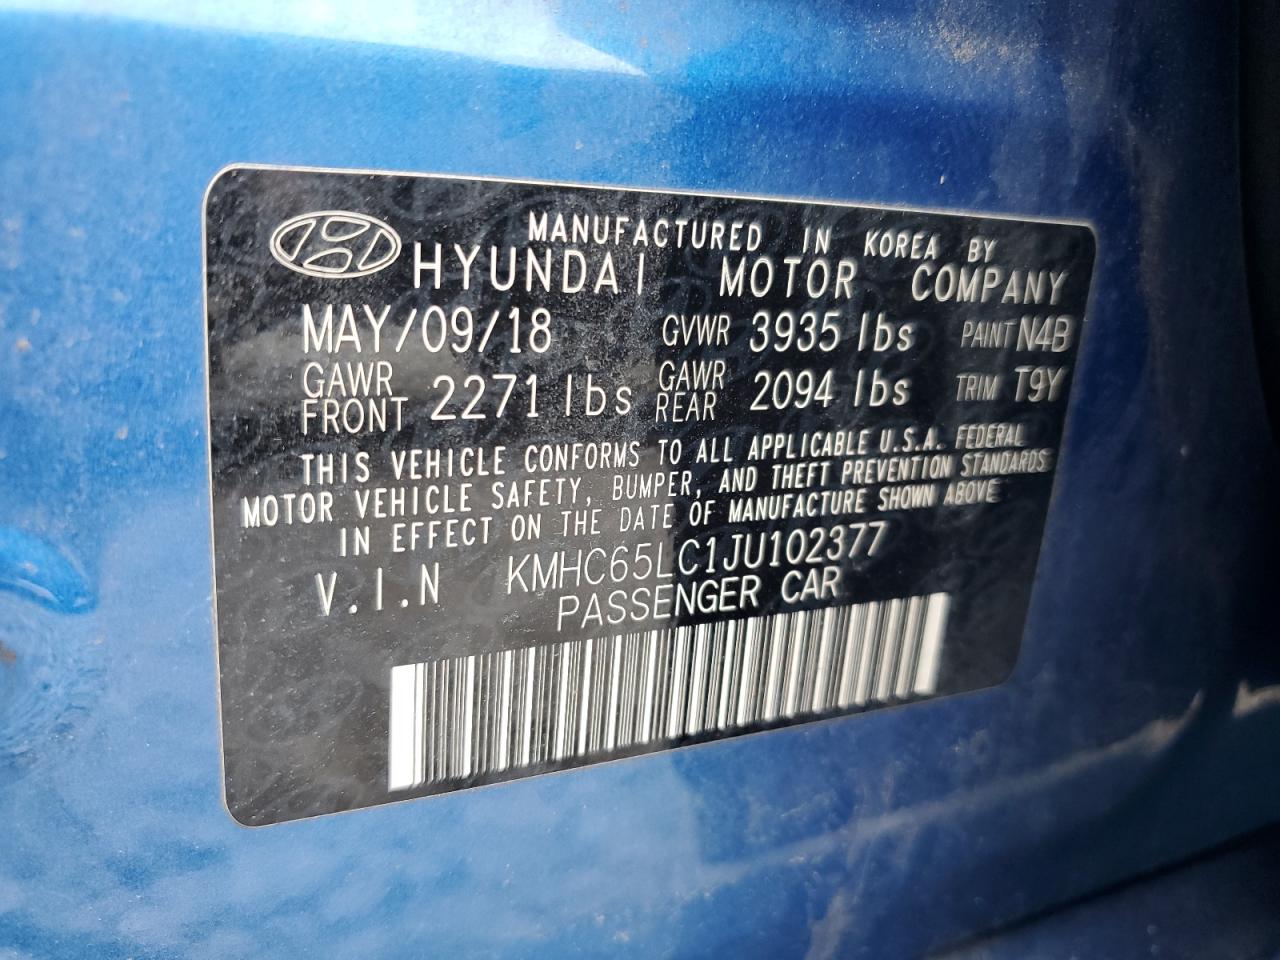 MANUFACTURED IN KOREA BY
HYUNDAI MOTOR COMPANY
MAY/09/18 GVWR 3935 lbs PAINT N4B
GAWR FRONT 2271 lbs GAWR REAR 2094 lbs TRIM T9Y
THIS VEHICLE CONFORMS TO ALL APPLICABLE U.S.A. FEDERAL
MOTOR VEHICLE SAFETY, BUMPER, AND THEFT PREVENTION STANDARDS
IN EFFECT ON THE DATE OF MANUFACTURE SHOWN ABOVE
V.I.N KMHC65LC1JU102377
PASSENGER CAR